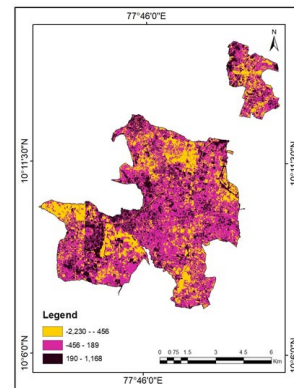 77°46'0"E
N
10°11'30"N
10°11'30"N
Legend
-2,230 - -456
-456 - 189
190 - 1,168
0 0.75 1.5 3 4.5 6
Km
10°6'0"N
10°6'0"N
77°46'0"E